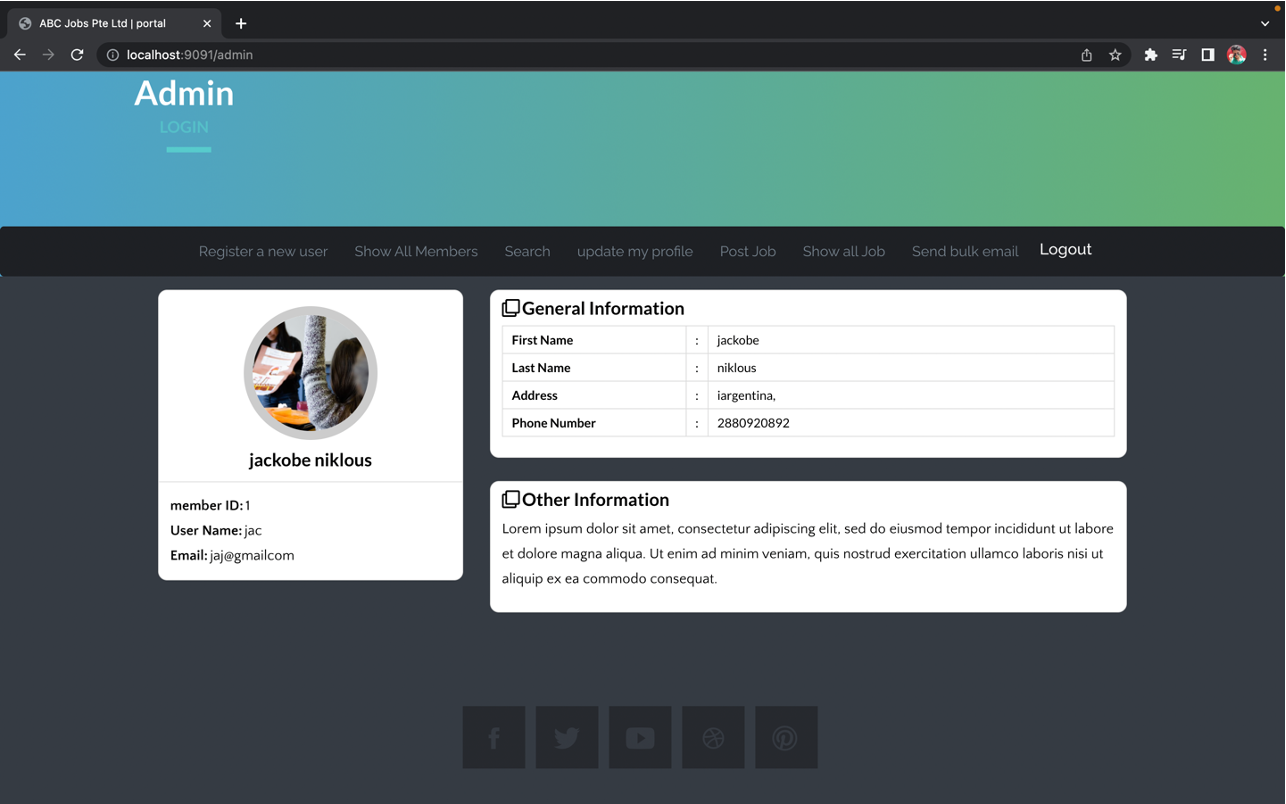 ABC Jobs Pte Ltd | portal
localhost:9091/admin
Admin
LOGIN
Register a new user Show All Members Search update my profile Post Job Show all Job Send bulk email Logout
jackobe niklous
member ID: 1
User Name: jac
Email: jaj@gmailcom
General Information
First Name : jackobe
Last Name : niklous
Address : iargentina,
Phone Number : 2880920892
Other Information
Lorem ipsum dolor sit amet, consectetur adipiscing elit, sed do eiusmod tempor incididunt ut labore
et dolore magna aliqua. Ut enim ad minim veniam, quis nostrud exercitation ullamco laboris nisi ut
aliquip ex ea commodo consequat.